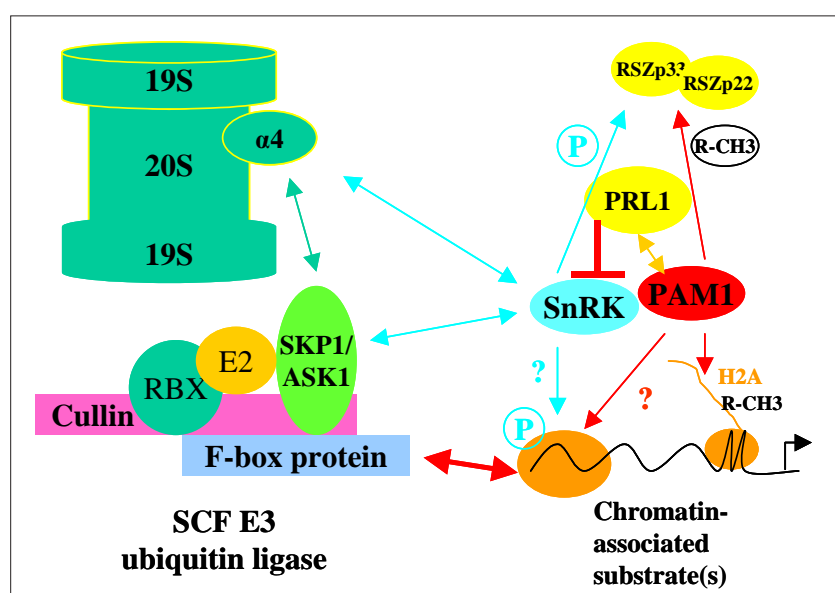 19S
α4
20S
19S
RSZp33
RSZp22
P
R-CH3
PRL1
SnRK
PAM1
SKP1/
ASK1
E2
RBX
Cullin
F-box protein
?
?
H2A
R-CH3
P
SCF E3
ubiquitin ligase
Chromatin-
associated
substrate(s)